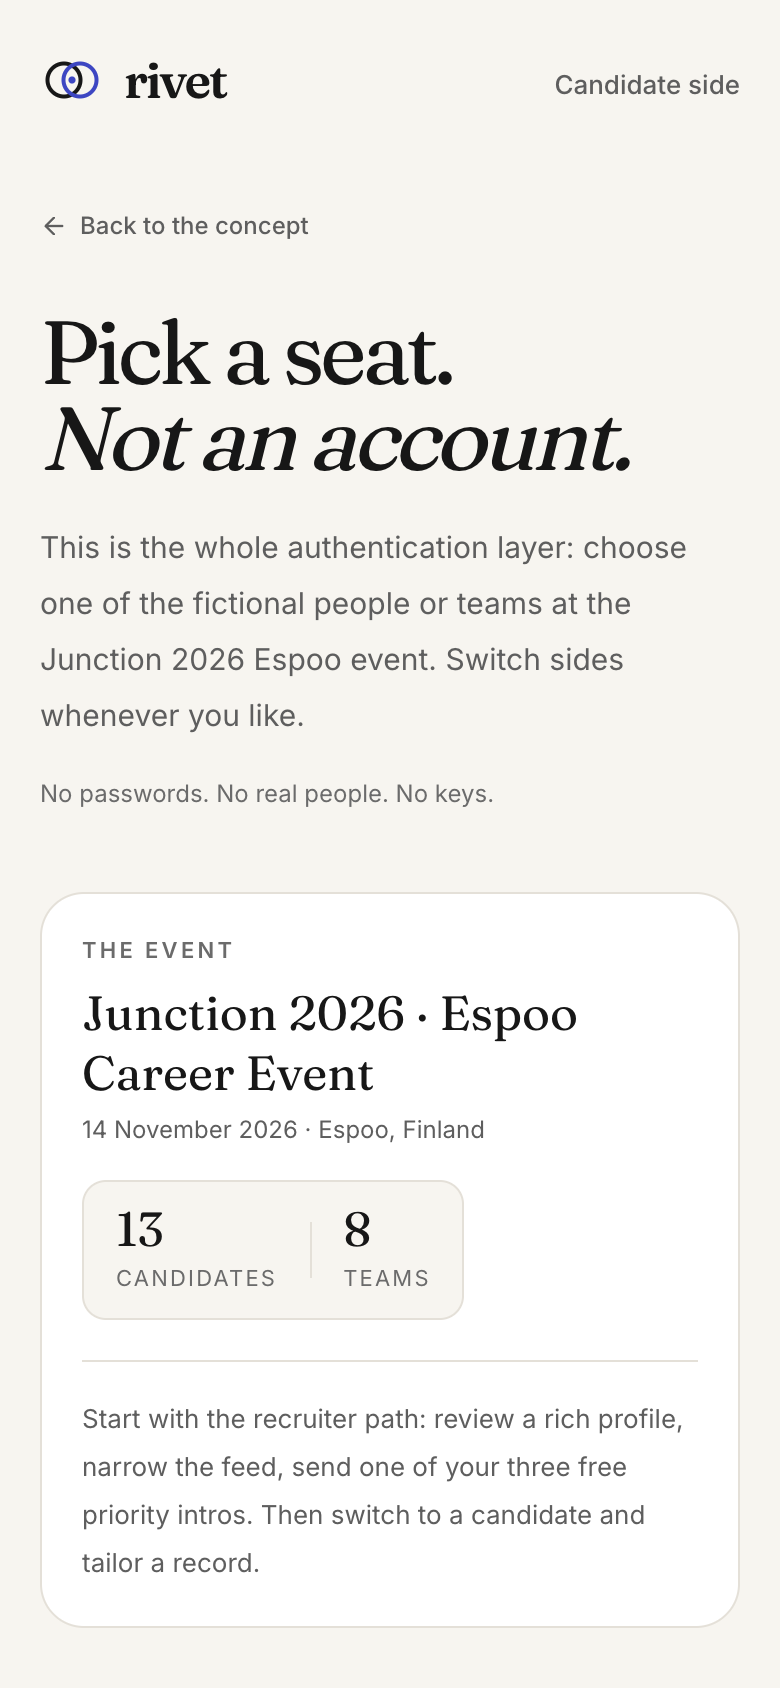 rivet
Candidate side
← Back to the concept
Pick a seat.
Not an account.
This is the whole authentication layer: choose
one of the fictional people or teams at the
Junction 2026 Espoo event. Switch sides
whenever you like.
No passwords. No real people. No keys.
THE EVENT
Junction 2026 · Espoo
Career Event
14 November 2026 · Espoo, Finland
13
CANDIDATES
8
TEAMS
Start with the recruiter path: review a rich profile,
narrow the feed, send one of your three free
priority intros. Then switch to a candidate and
tailor a record.